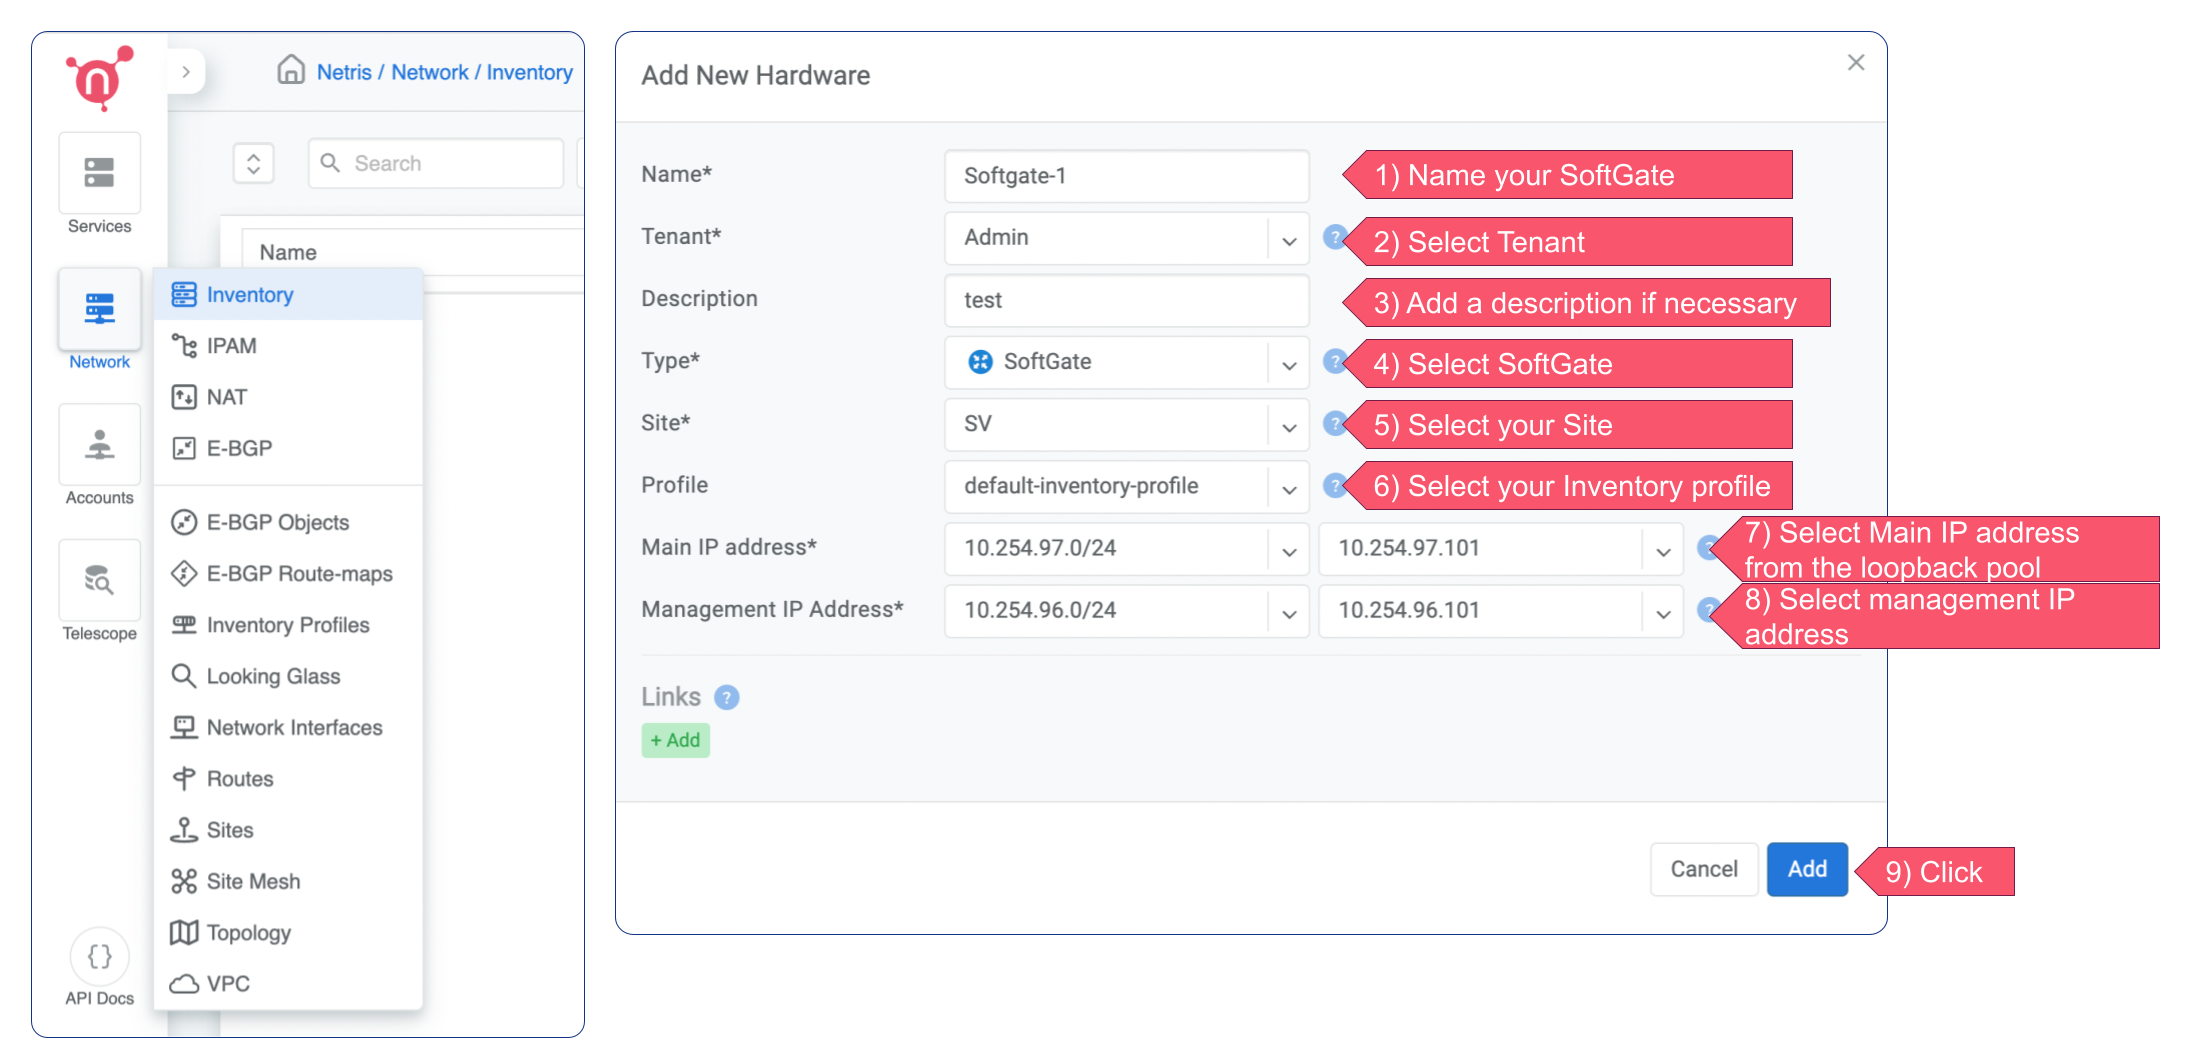 Netris / Network / Inventory
Search
Services
Name
Network
Inventory
IPAM
NAT
E-BGP
Accounts
E-BGP Objects
E-BGP Route-maps
Inventory Profiles
Telescope
Looking Glass
Network Interfaces
Routes
Sites
Site Mesh
Topology
VPC
{}
API Docs
Add New Hardware
Name*
Softgate-1
1) Name your SoftGate
Tenant*
Admin
?
2) Select Tenant
Description
test
3) Add a description if necessary
Type*
SoftGate
?
4) Select SoftGate
Site*
SV
?
5) Select your Site
Profile
default-inventory-profile
?
6) Select your Inventory profile
Main IP address*
10.254.97.0/24
10.254.97.101
?
7) Select Main IP address
from the loopback pool
Management IP Address*
10.254.96.0/24
10.254.96.101
?
8) Select management IP
address
Links ?
+ Add
Cancel
Add
9) Click